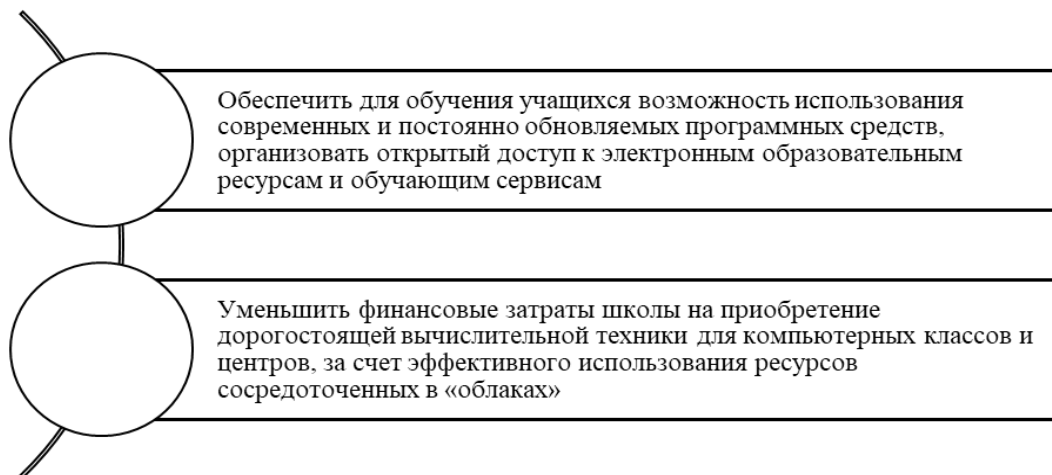 Обеспечить для обучения учащихся возможность использования
современных и постоянно обновляемых программных средств,
организовать открытый доступ к электронным образовательным
ресурсам и обучающим сервисам
Уменьшить финансовые затраты школы на приобретение
дорогостоящей вычислительной техники для компьютерных классов и
центров, за счет эффективного использования ресурсов
сосредоточенных в «облаках»